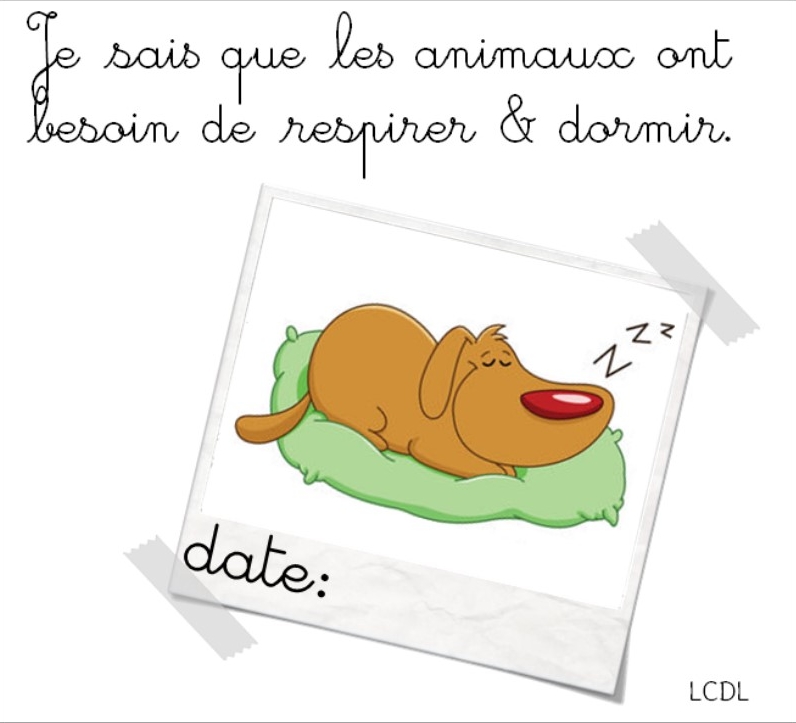 Je sais que les animaux ont
besoin de respirer & dormir.
Z z z
date:
LCDL